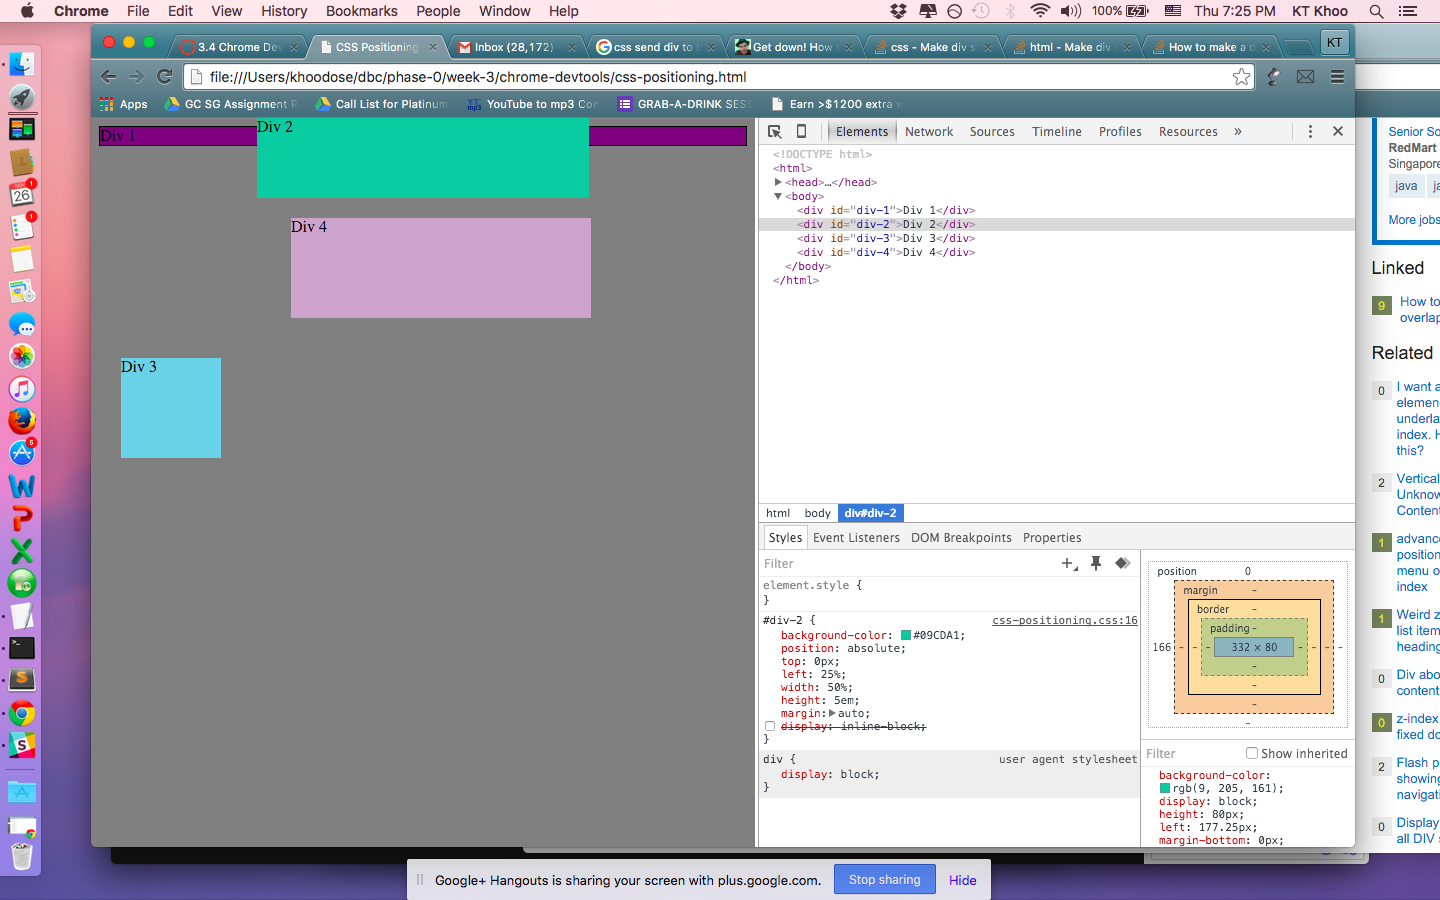 Chrome File Edit View History Bookmarks People Window Help 100% Thu 7:25 PM KT Khoo
3.4 Chrome Dev CSS Positioning Inbox (28,172) css send div to b Get down! How css - Make div s html - Make div How to make a d KT
file:///Users/khoodose/dbc/phase-0/week-3/chrome-devtools/css-positioning.html
Apps GC SG Assignment R Call List for Platinum YouTube to mp3 Con GRAB-A-DRINK SES Earn >$1200 extra w
Div 1
Div 2
Div 4
Div 3
Elements Network Sources Timeline Profiles Resources »
<!DOCTYPE html>
<html>
<head>…</head>
<body>
<div id="div-1">Div 1</div>
<div id="div-2">Div 2</div>
<div id="div-3">Div 3</div>
<div id="div-4">Div 4</div>
</body>
</html>
html body div#div-2
Styles Event Listeners DOM Breakpoints Properties
Filter
element.style {
}
#div-2 { css-positioning.css:16
background-color: #09CDA1;
position: absolute;
top: 0px;
left: 25%;
width: 50%;
height: 5em;
margin: auto;
display: inline-block;
}
div { user agent stylesheet
display: block;
}
position 0
margin -
border -
padding -
166 - - - 332 × 80 - - - -
-
-
-
-
Filter Show inherited
background-color:
rgb(9, 205, 161);
display: block;
height: 80px;
left: 177.25px;
margin-bottom: 0px;
Senior So
RedMart
Singapore
java ja
More jobs
Linked
9 How to
overlap
Related
0 I want a
elemen
underla
index. H
this?
2 Vertical
Unknow
Conten
1 advanc
position
menu o
index
1 Weird z
list item
heading
0 Div abo
content
0 z-index
fixed do
2 Flash p
showing
navigati
0 Display
all DIV s
Google+ Hangouts is sharing your screen with plus.google.com. Stop sharing Hide